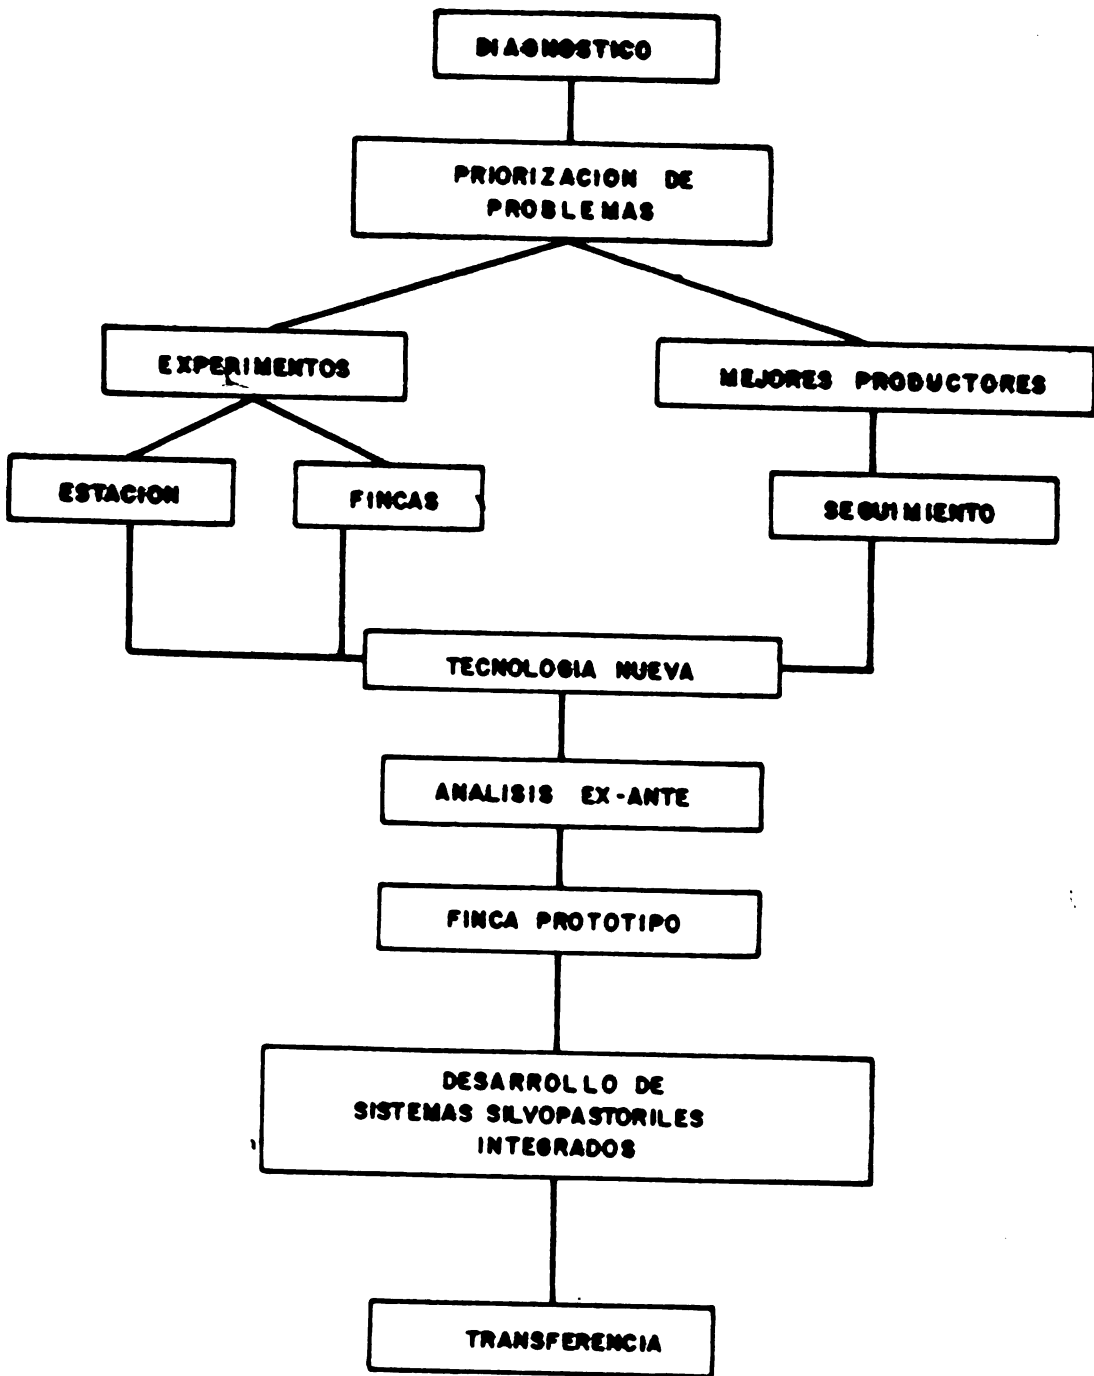 DIAGNOSTICO
PRIORIZACION DE
PROBLEMAS
EXPERIMENTOS
MEJORES PRODUCTORES
ESTACION
FINCAS
SEGUIMIENTO
TECNOLOGIA NUEVA
ANALISIS EX-ANTE
FINCA PROTOTIPO
DESARROLLO DE
SISTEMAS SILVOPASTORILES
INTEGRADOS
TRANSFERENCIA